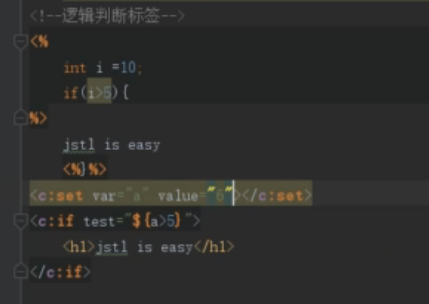 <!--逻辑判断标签-->
<%
int i =10;
if(i>5){
%>
jstl is easy
<%}%>
<c:set var="a" value="6"></c:set>
<c:if test="${a>5}">
<h1>jstl is easy</h1>
</c:if>